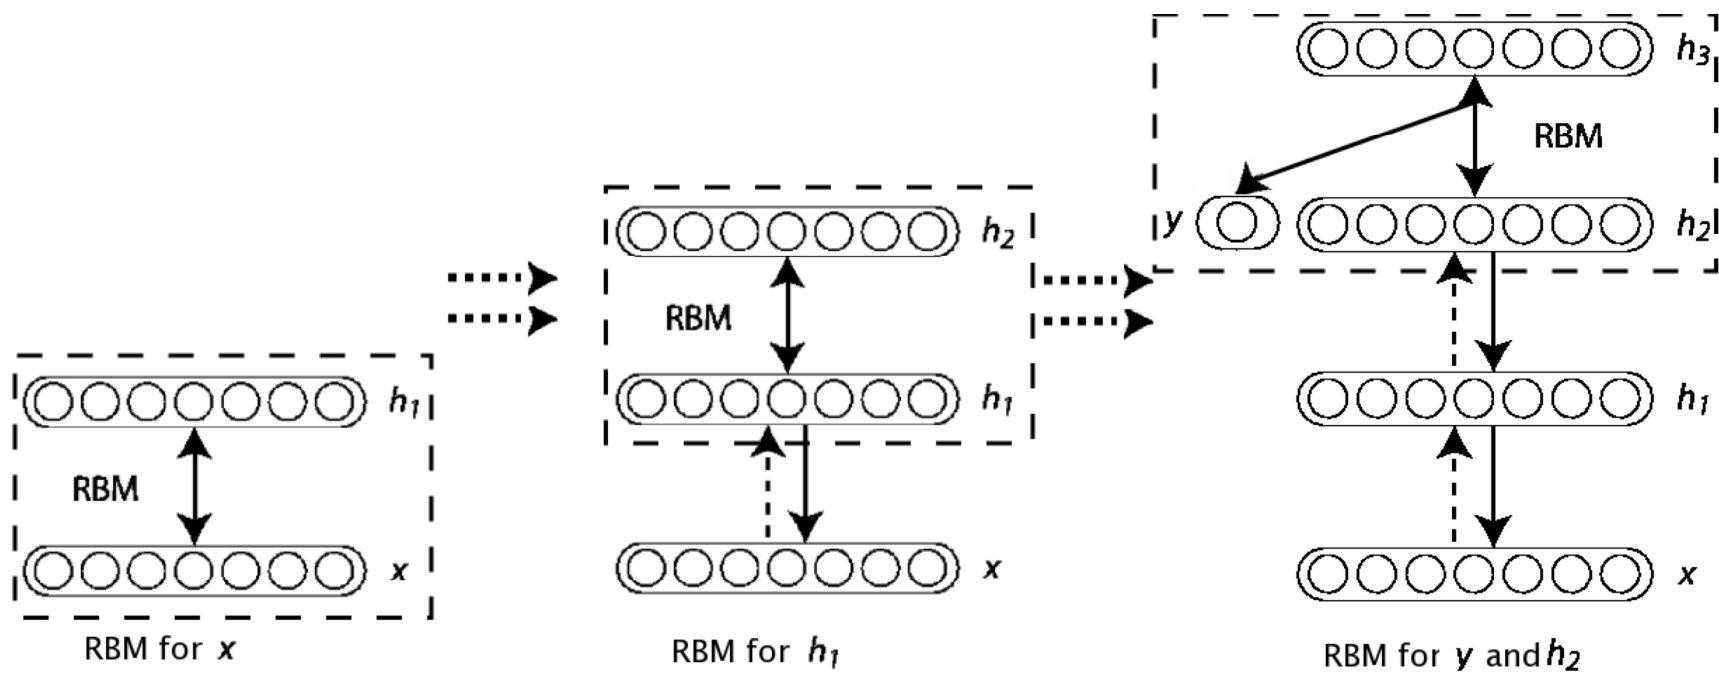 h1
RBM
x
RBM for x
h2
RBM
h1
x
RBM for h1
h3
RBM
y
h2
h1
x
RBM for y and h2